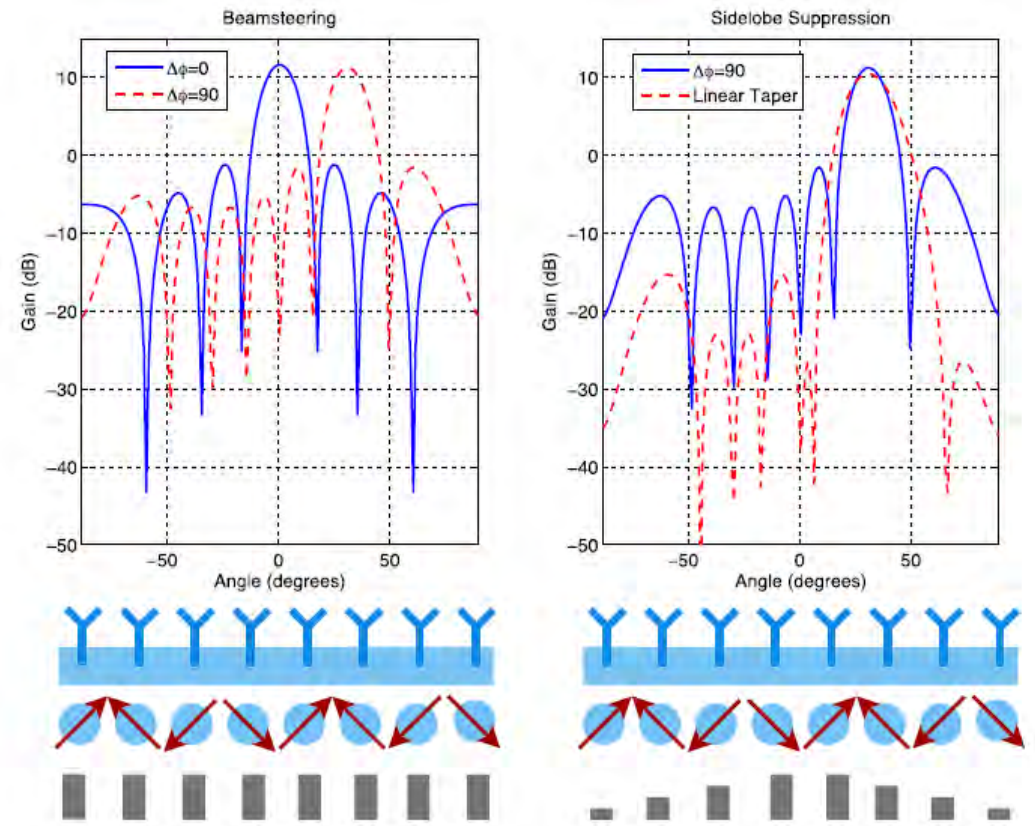 Beamsteering
Δϕ=0
Δϕ=90
10
0
−10
−20
−30
−40
−50
Gain (dB)
−50
0
50
Angle (degrees)
Sidelobe Suppression
Δϕ=90
Linear Taper
10
0
−10
−20
−30
−40
−50
Gain (dB)
−50
0
50
Angle (degrees)